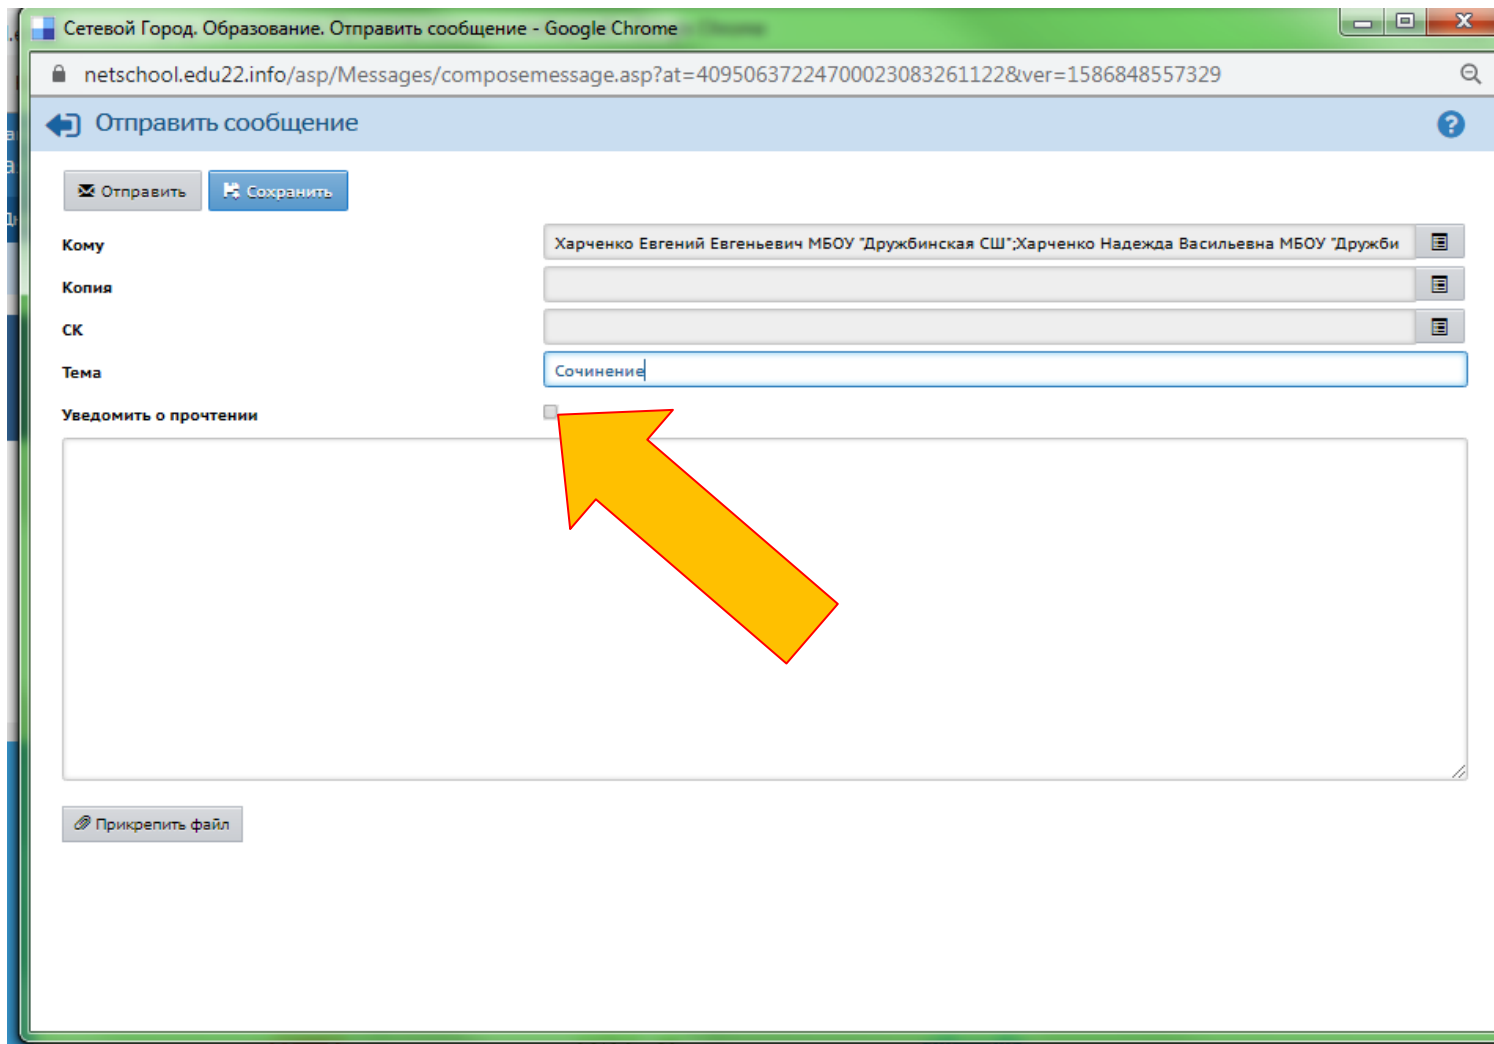 Сетевой Город. Образование. Отправить сообщение - Google Chrome
netschool.edu22.info/asp/Messages/composemessage.asp?at=40950637224700023083261122&ver=1586848557329
Отправить сообщение
Отправить Сохранить
Кому Харченко Евгений Евгеньевич МБОУ "Дружбинская СШ";Харченко Надежда Васильевна МБОУ "Дружби
Копия
СК
Тема Сочинение
Уведомить о прочтении
Прикрепить файл